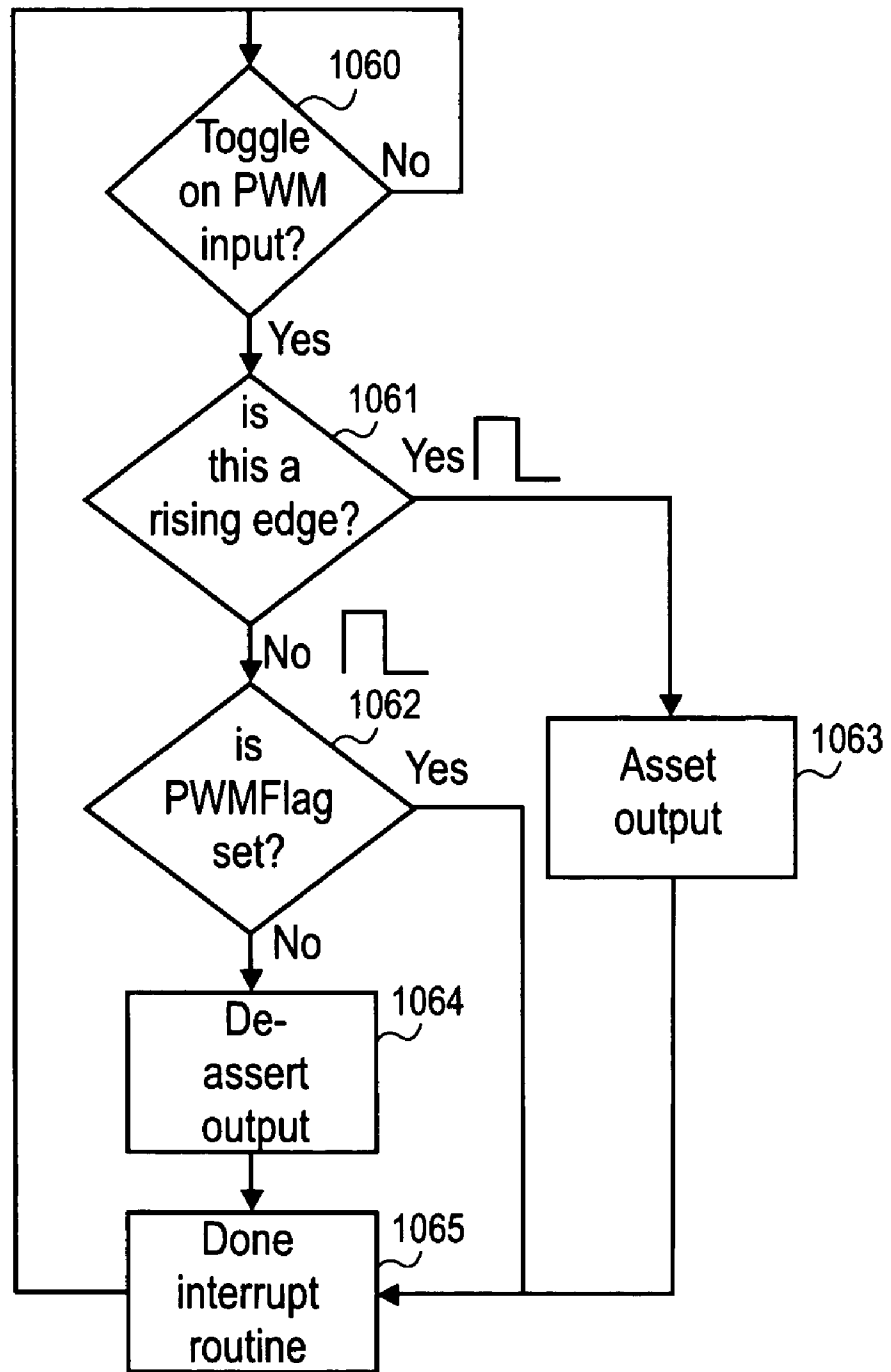 1060
Toggle
on PWM
input?
No
Yes
1061
is
this a
rising edge?
Yes
No
1062
is
PWMFlag
set?
Yes
1063
Asset
output
No
1064
De-
assert
output
1065
Done
interrupt
routine